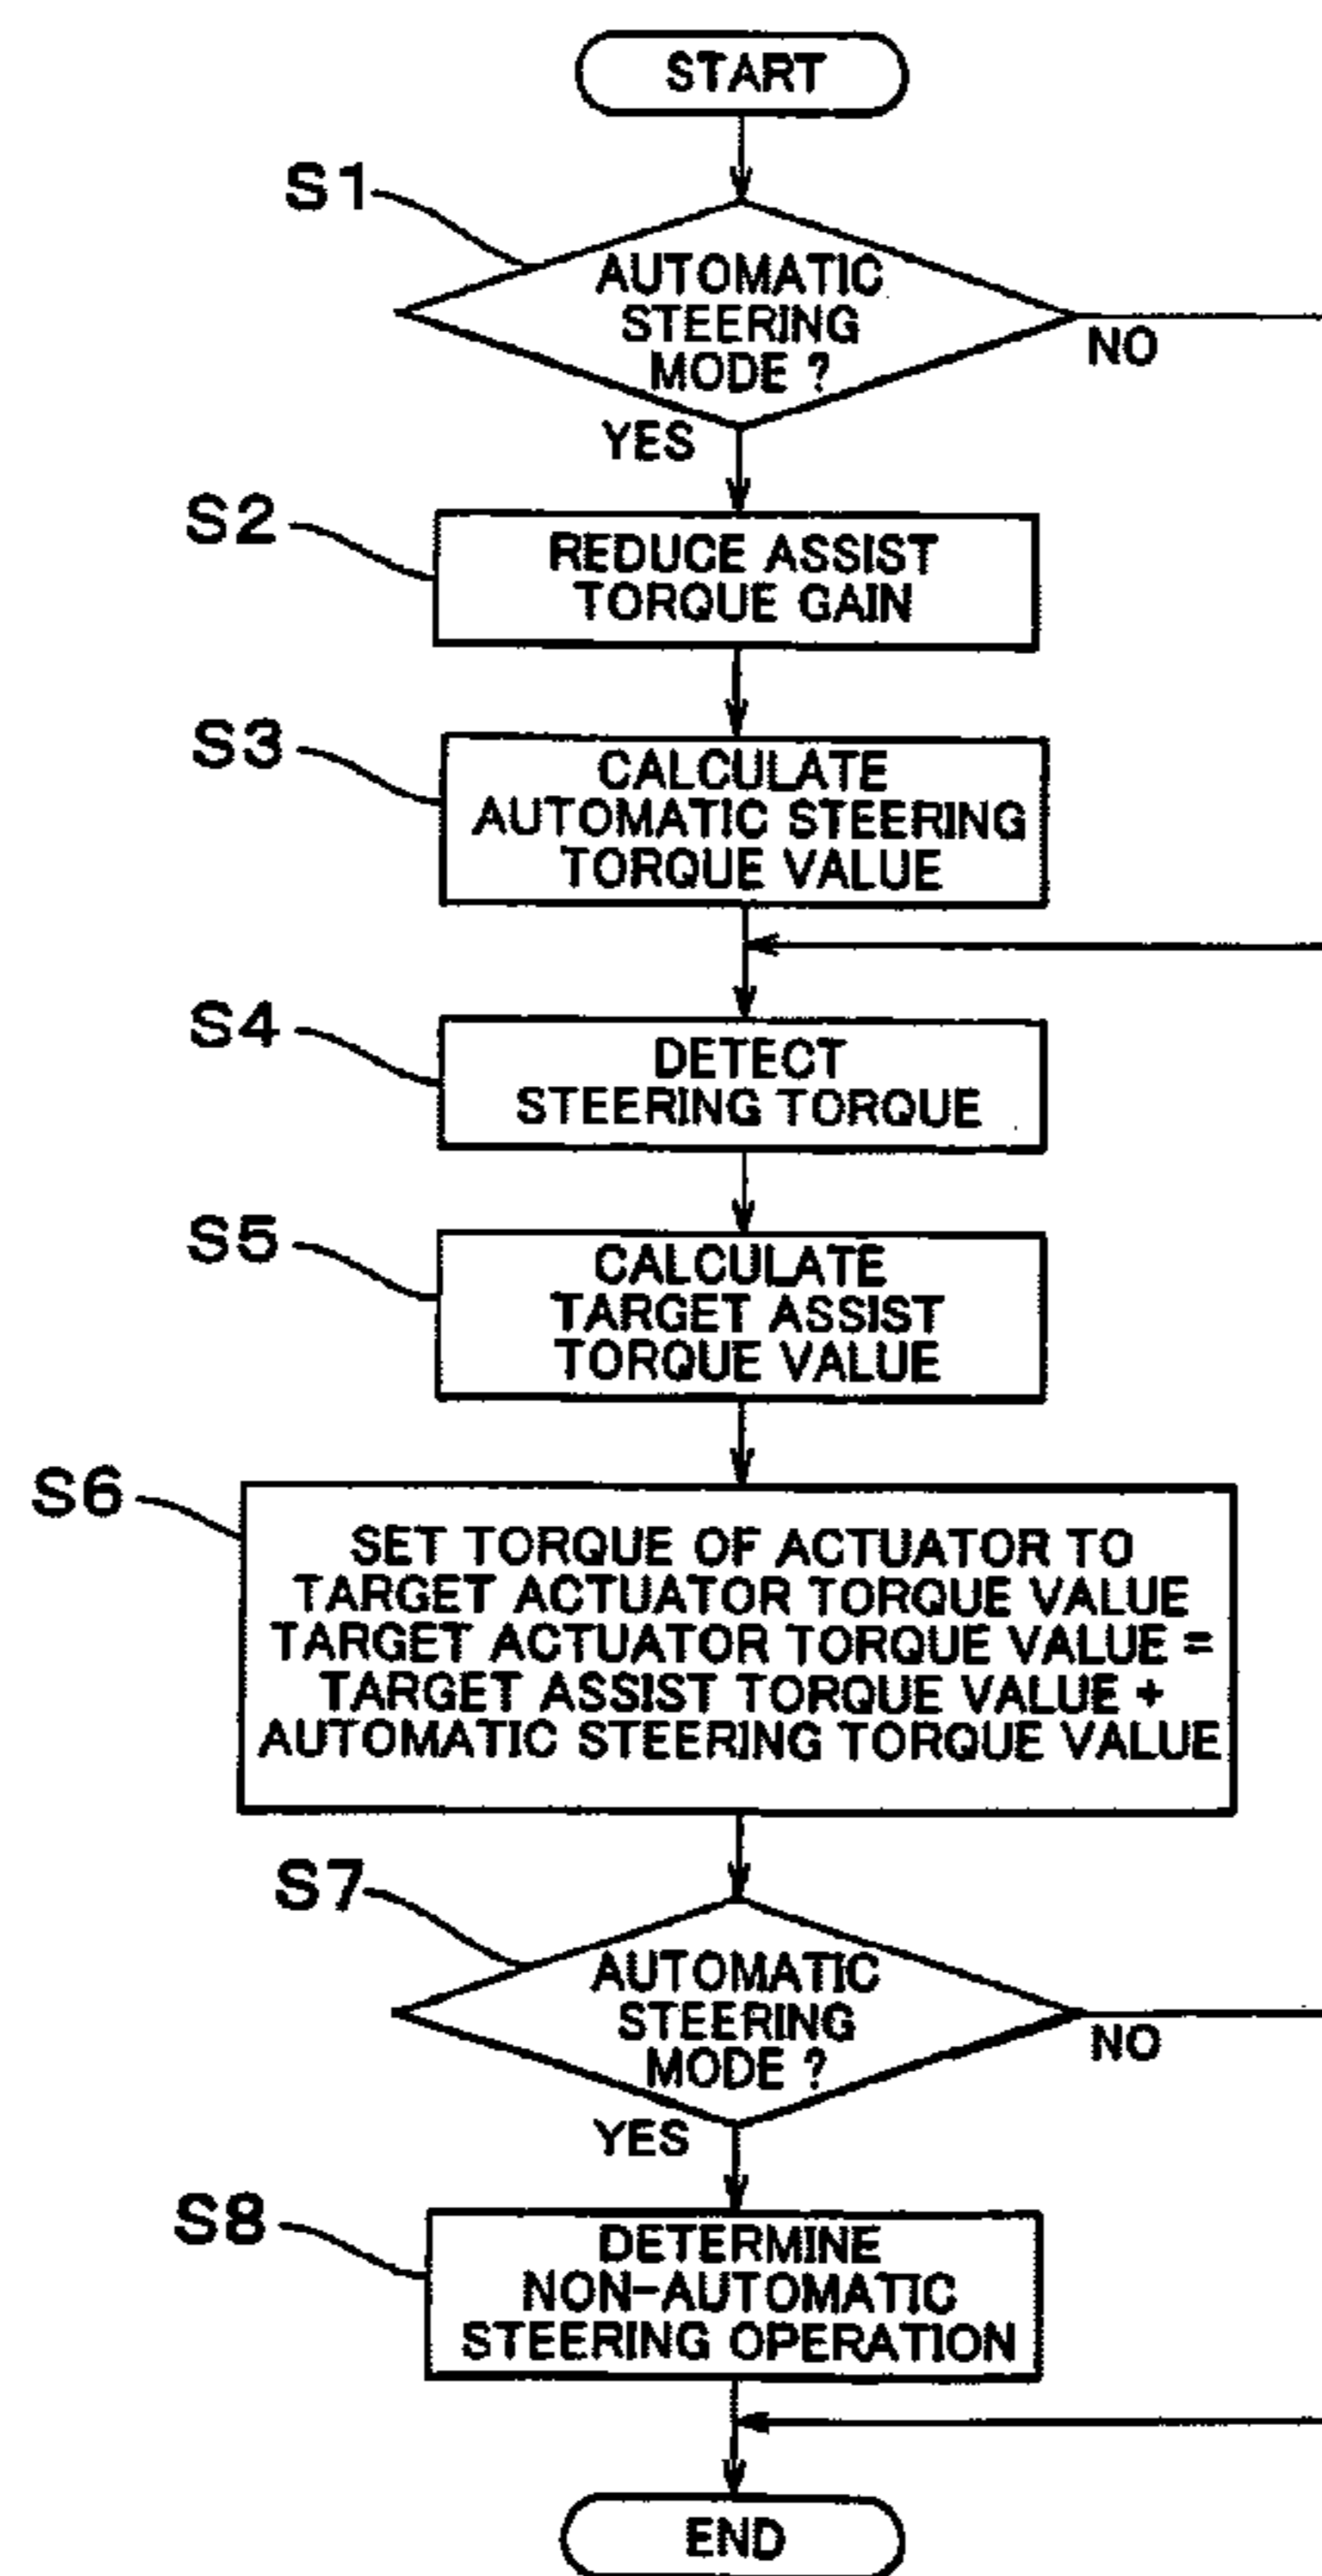 START
S1
AUTOMATIC
STEERING
MODE ?
NO
YES
S2
REDUCE ASSIST
TORQUE GAIN
S3
CALCULATE
AUTOMATIC STEERING
TORQUE VALUE
S4
DETECT
STEERING TORQUE
S5
CALCULATE
TARGET ASSIST
TORQUE VALUE
S6
SET TORQUE OF ACTUATOR TO
TARGET ACTUATOR TORQUE VALUE
TARGET ACTUATOR TORQUE VALUE =
TARGET ASSIST TORQUE VALUE +
AUTOMATIC STEERING TORQUE VALUE
S7
AUTOMATIC
STEERING
MODE ?
NO
YES
S8
DETERMINE
NON-AUTOMATIC
STEERING OPERATION
END